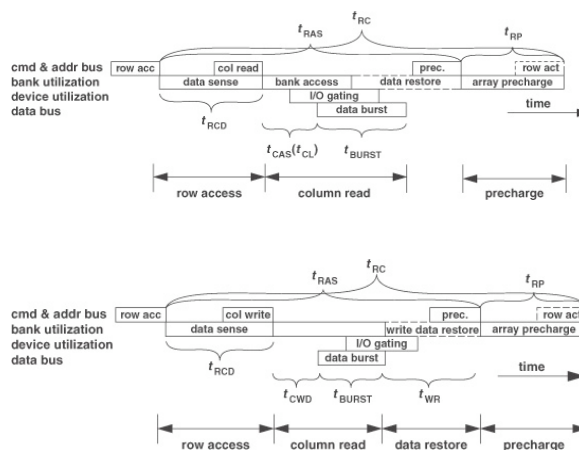 tRC
tRAS
tRP
cmd & addr bus
row acc
col read
prec.
row act
bank utilization
data sense
bank access
data restore
array precharge
device utilization
I/O gating
data bus
data burst
time
tRCD
tCAS(tCL)
tBURST
row access
column read
precharge
tRC
tRAS
tRP
cmd & addr bus
row acc
col write
prec.
row act
bank utilization
data sense
write data restore
array precharge
device utilization
I/O gating
data bus
data burst
time
tRCD
tCWD
tBURST
tWR
row access
column read
data restore
precharge